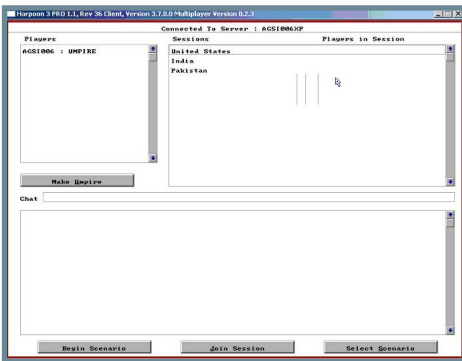 Harpoon 3 PRO 1.1, Rev 36 Client, Version 3.7.0.0 Multiplayer Version 0.2.3
Connected To Server : AGSI006XP
Players Sessions Players in Session
AGSI006 : UMPIRE
United States
India
Pakistan
Make Umpire
Chat
Begin Scenario Join Session Select Scenario